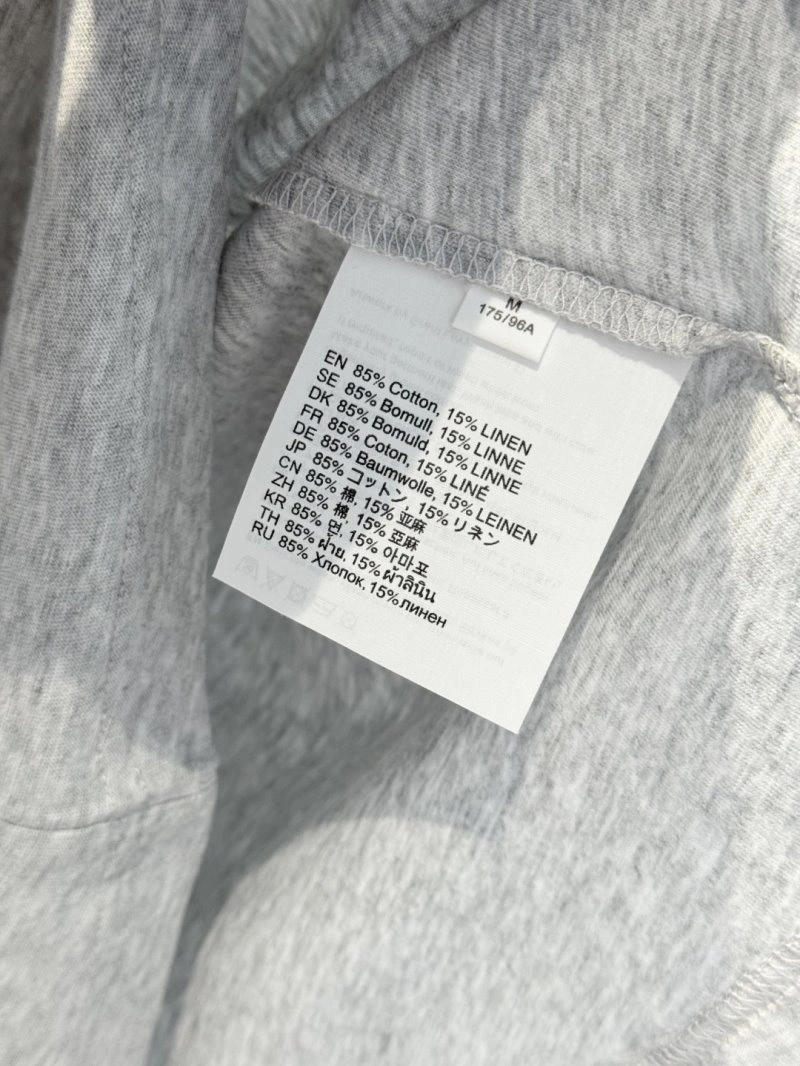 M
175/96A
EN 85% Cotton, 15% LINEN
SE 85% Bomull, 15% LINNE
DK 85% Bomuld, 15% LINNE
FR 85% Coton, 15% LINÉ
DE 85% Baumwolle, 15% LEINEN
JP 85% コットン, 15% リネン
CN 85% 棉, 15% 亚麻
ZH 85% 棉, 15% 亞麻
KR 85% 면, 15% 아마포
TH 85% ฝ้าย, 15% ผ้าลินิน
RU 85% Хлопок, 15% линен